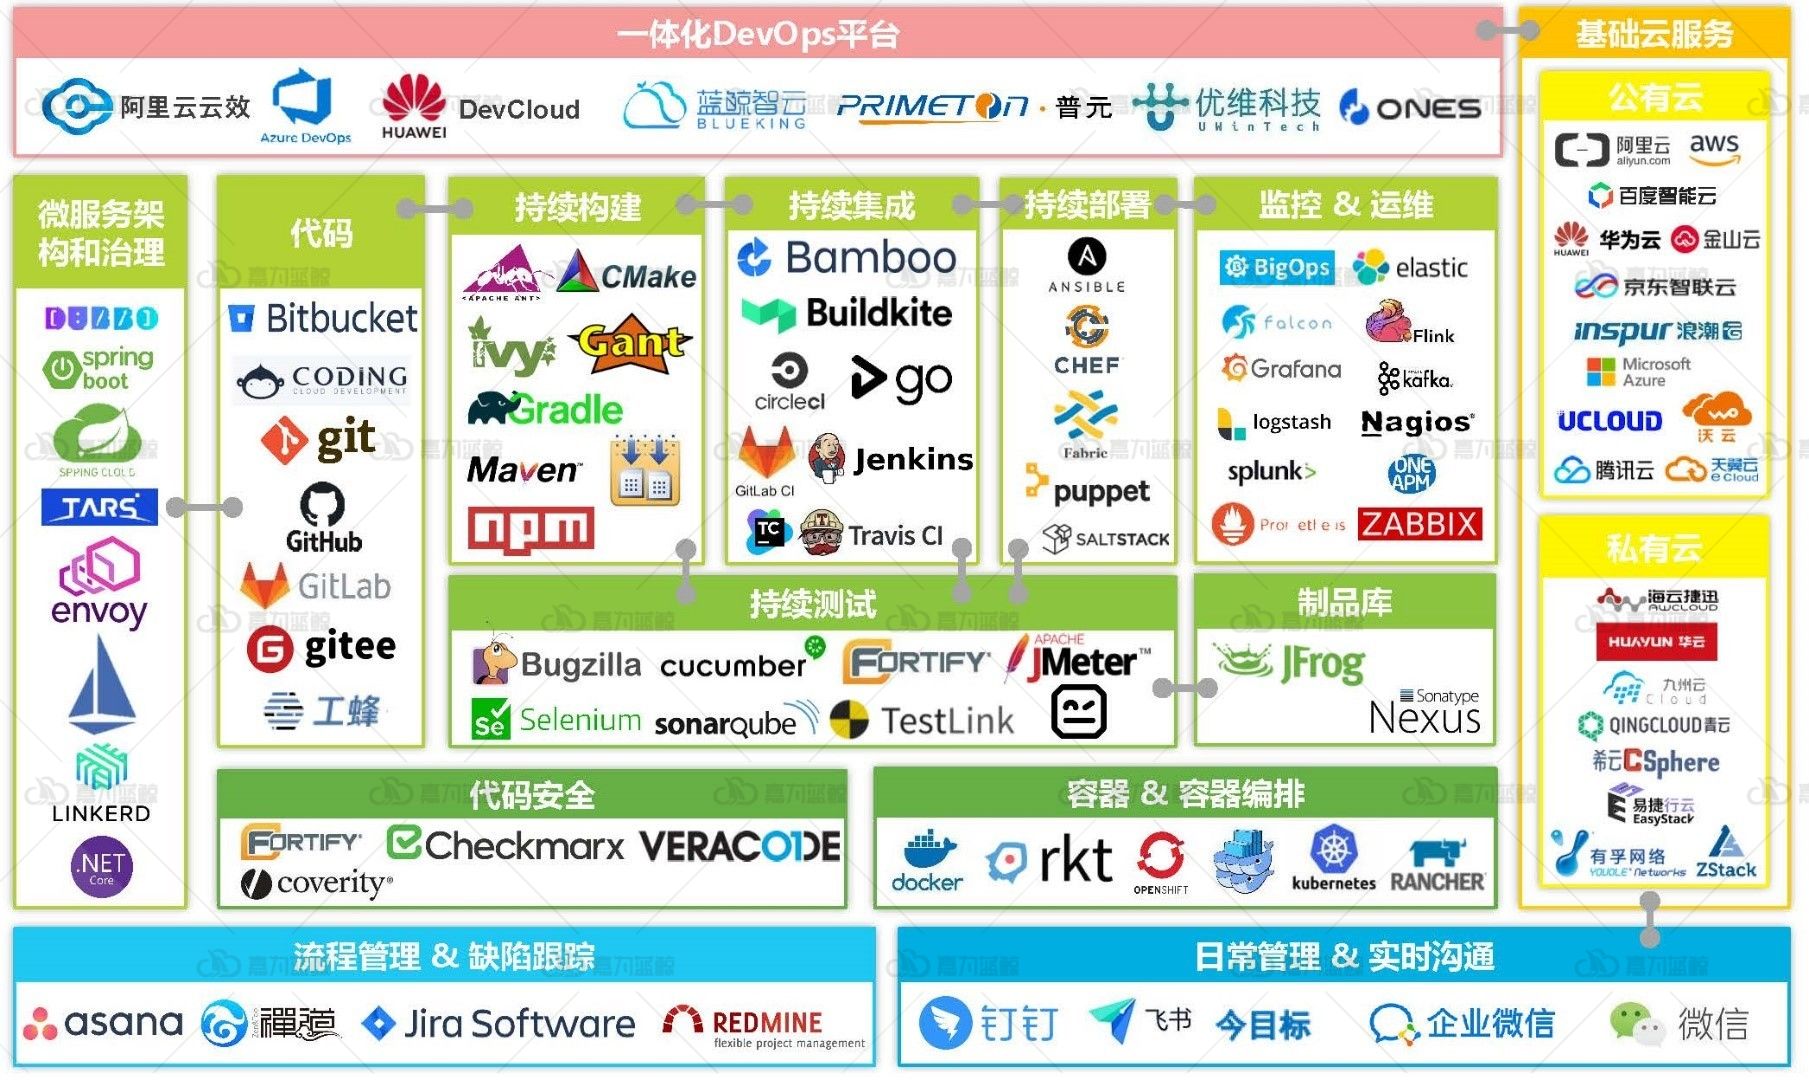 一体化DevOps平台
阿里云云效
Azure DevOps
HUAWEI
DevCloud
蓝鲸智云
BLUEKING
PRIMETON · 普元
优维科技
UWinTech
ONES
基础云服务
公有云
阿里云
aliyun.com
aws
百度智能云
HUAWEI
华为云
金山云
京东智联云
inspur 浪潮云
Microsoft
Azure
UCLOUD
沃云
腾讯云
天翼云
e Cloud
私有云
海云捷迅
AWCLOUD
HUAYUN 华云
九州云
Cloud
QINGCLOUD青云
希云CSphere
易捷行云
EasyStack
有孚网络
YOVOLE Networks
ZStack
微服务架
构和治理
DUBBO
spring
boot
SPRING CLOUD
TARS
envoy
LINKERD
.NET
Core
代码
Bitbucket
CODING
CLOUD DEVELOPMENT
git
GitHub
GitLab
G gitee
工蜂
持续构建
<APACHE ANT>
CMake
ivy
Gant
Gradle
Maven™
npm
持续集成
Bamboo
Buildkite
circleci
go
GitLab CI
Jenkins
TC
Travis CI
持续部署
A
ANSIBLE
CHEF
Fabric
puppet
SALTSTACK
监控 & 运维
BigOps
elastic
falcon
Flink
Grafana
kafka
logstash
Nagios®
splunk>
ONE
APM
Prometheus
ZABBIX
持续测试
Bugzilla
cucumber
FORTIFY
APACHE
JMeter™
Se Selenium
sonarqube
TestLink
制品库
JFrog
Sonatype
Nexus
代码安全
FORTIFY
Checkmarx
VERACODE
coverity®
容器 & 容器编排
docker
rkt
OPENSHIFT
kubernetes
RANCHER
流程管理 & 缺陷跟踪
asana
禅道
Jira Software
REDMINE
flexible project management
日常管理 & 实时沟通
钉钉
飞书
今目标
企业微信
微信
嘉为蓝鲸